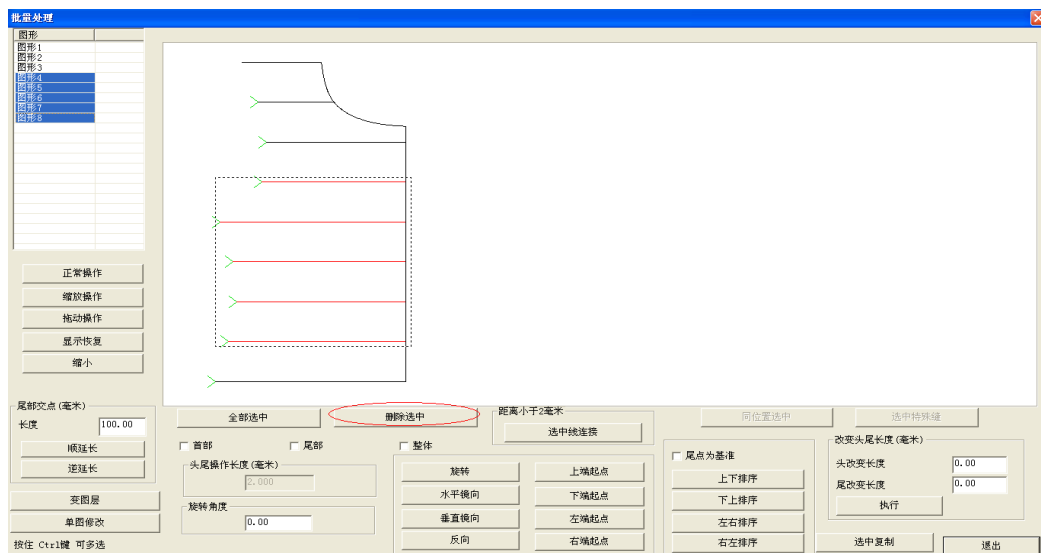 批量处理
图形
图形1
图形2
图形3
图形4
图形5
图形6
图形7
图形8
正常操作
缩放操作
拖动操作
显示恢复
缩小
尾部交点(毫米)
长度 100.00
顺延长
逆延长
变图层
单图修改
按住 Ctrl键 可多选
全部选中
删除选中
距离小于2毫米
选中线连接
同位置选中
选中特殊缝
首部
尾部
整体
头尾操作长度(毫米)
2.000
旋转角度
0.00
旋转
水平镜向
垂直镜向
反向
上端起点
下端起点
左端起点
右端起点
尾点为基准
上下排序
下上排序
左右排序
右左排序
改变头尾长度(毫米)
头改变长度 0.00
尾改变长度 0.00
执行
选中复制
退出